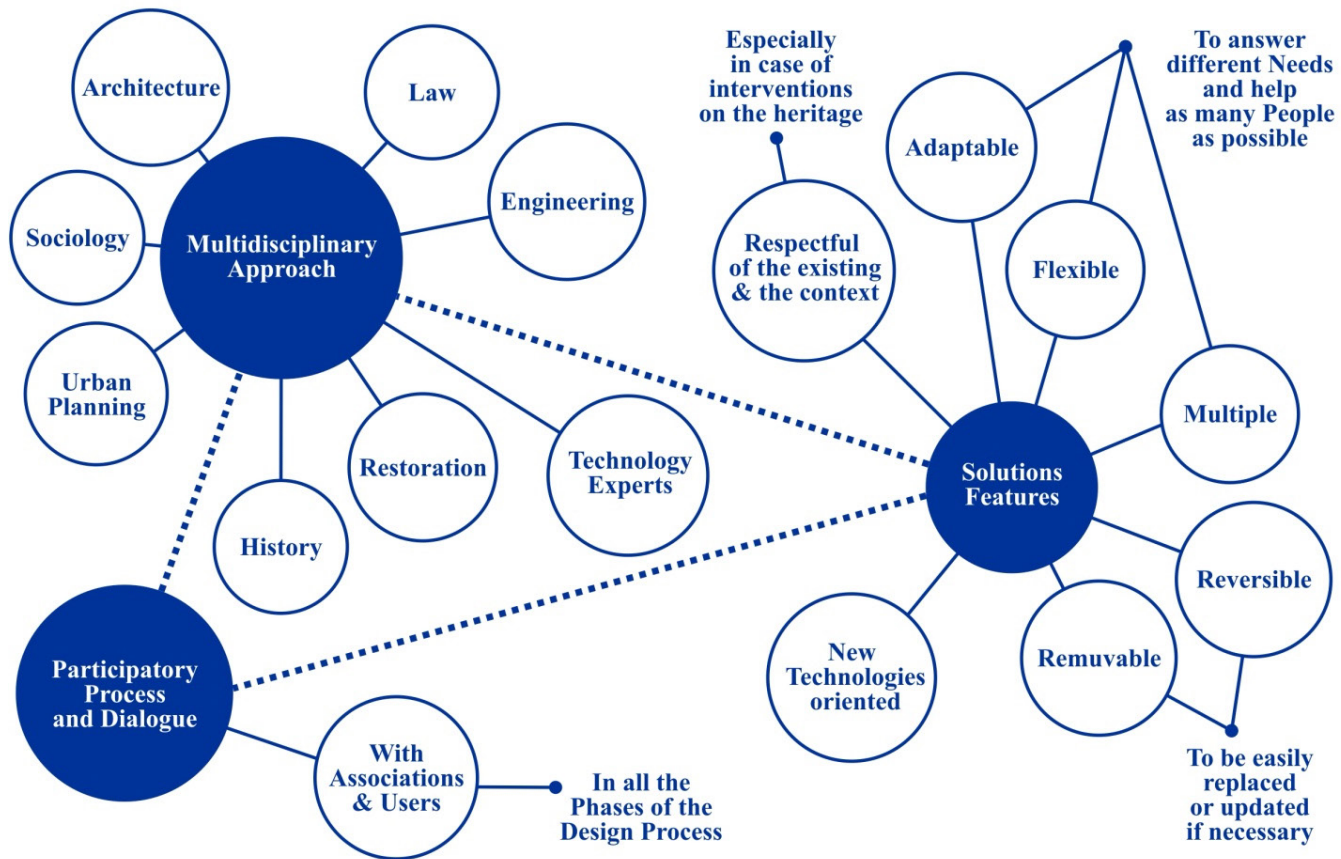 Architecture
Law
Engineering
Sociology
Multidisciplinary
Approach
Urban
Planning
History
Restoration
Technology
Experts
Participatory
Process
and Dialogue
With
Associations
& Users
In all the
Phases of the
Design Process
Especially
in case of
interventions
on the heritage
To answer
different Needs
and help
as many People
as possible
Adaptable
Respectful
of the existing
& the context
Flexible
Multiple
Solutions
Features
Reversible
Remuvable
New
Technologies
oriented
To be easily
replaced
or updated
if necessary